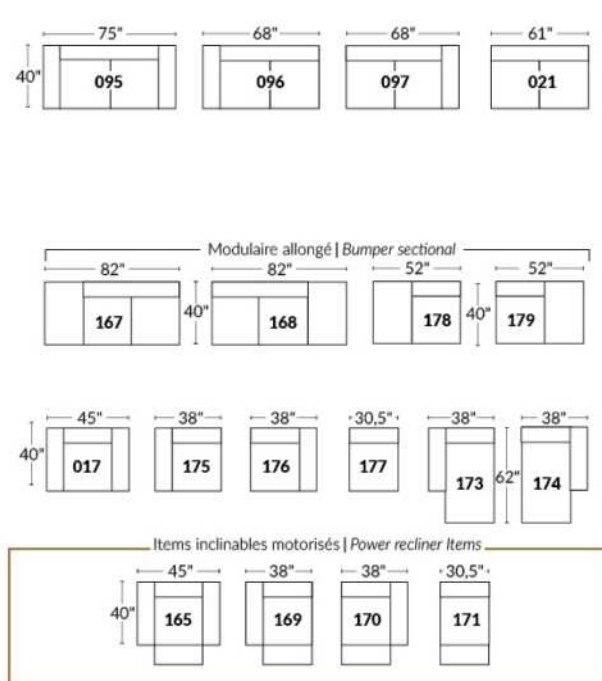 75" 68" 68" 61"
40" 095 096 097 021
Modulaire allongé | Bumper sectional
82" 82" 52" 52"
167 40" 168 178 40" 179
45" 38" 38" 30,5" 38" 38"
40" 017 175 176 177 173 62" 174
Items inclinables motorisés | Power recliner Items
45" 38" 38" 30,5"
40" 165 169 170 171